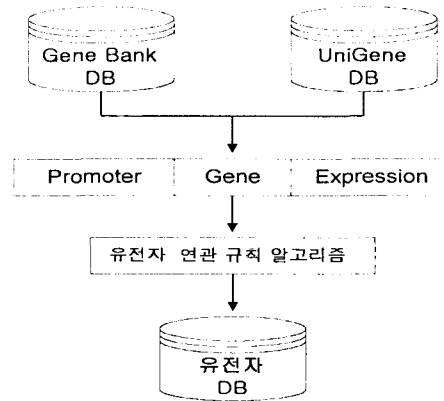 Gene Bank
DB
UniGene
DB
Promoter
Gene
Expression
유전자 연관 규칙 알고리즘
유전자
DB